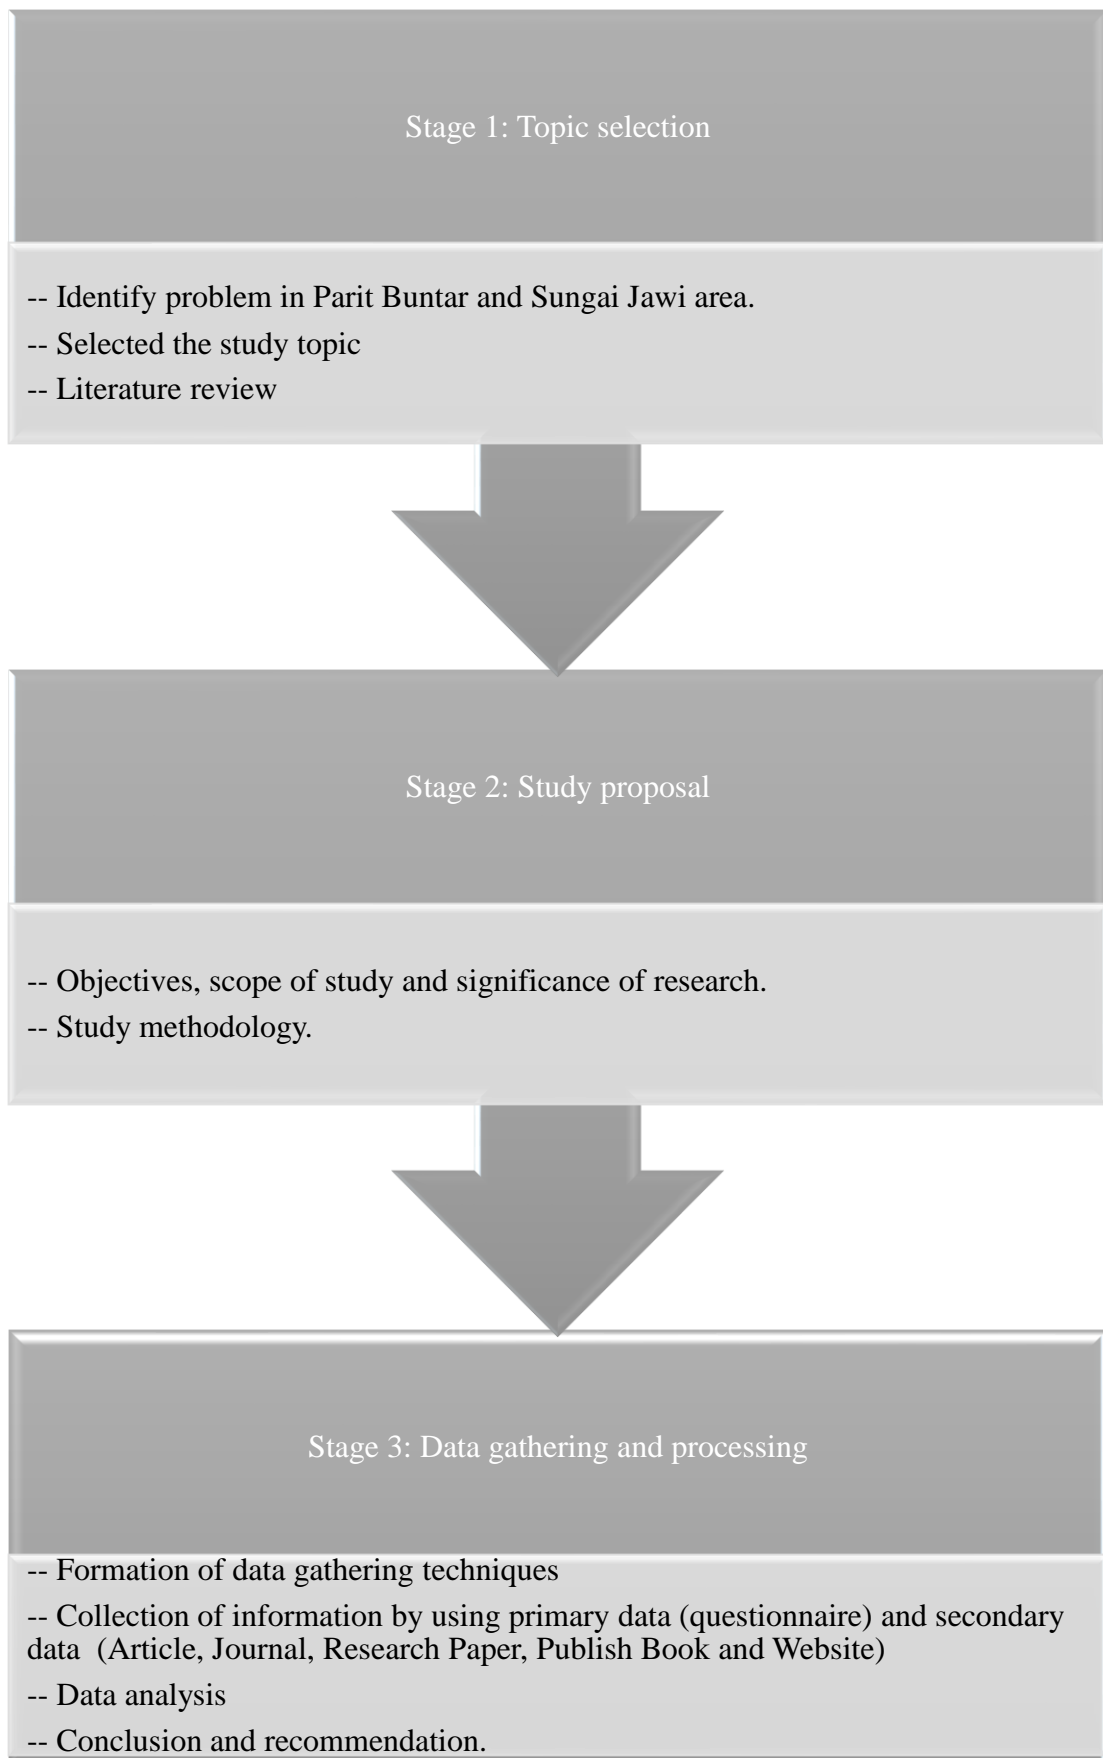 Stage 1: Topic selection
-- Identify problem in Parit Buntar and Sungai Jawi area.
-- Selected the study topic
-- Literature review
Stage 2: Study proposal
-- Objectives, scope of study and significance of research.
-- Study methodology.
Stage 3: Data gathering and processing
-- Formation of data gathering techniques
-- Collection of information by using primary data (questionnaire) and secondary
data  (Article, Journal, Research Paper, Publish Book and Website)
-- Data analysis
-- Conclusion and recommendation.